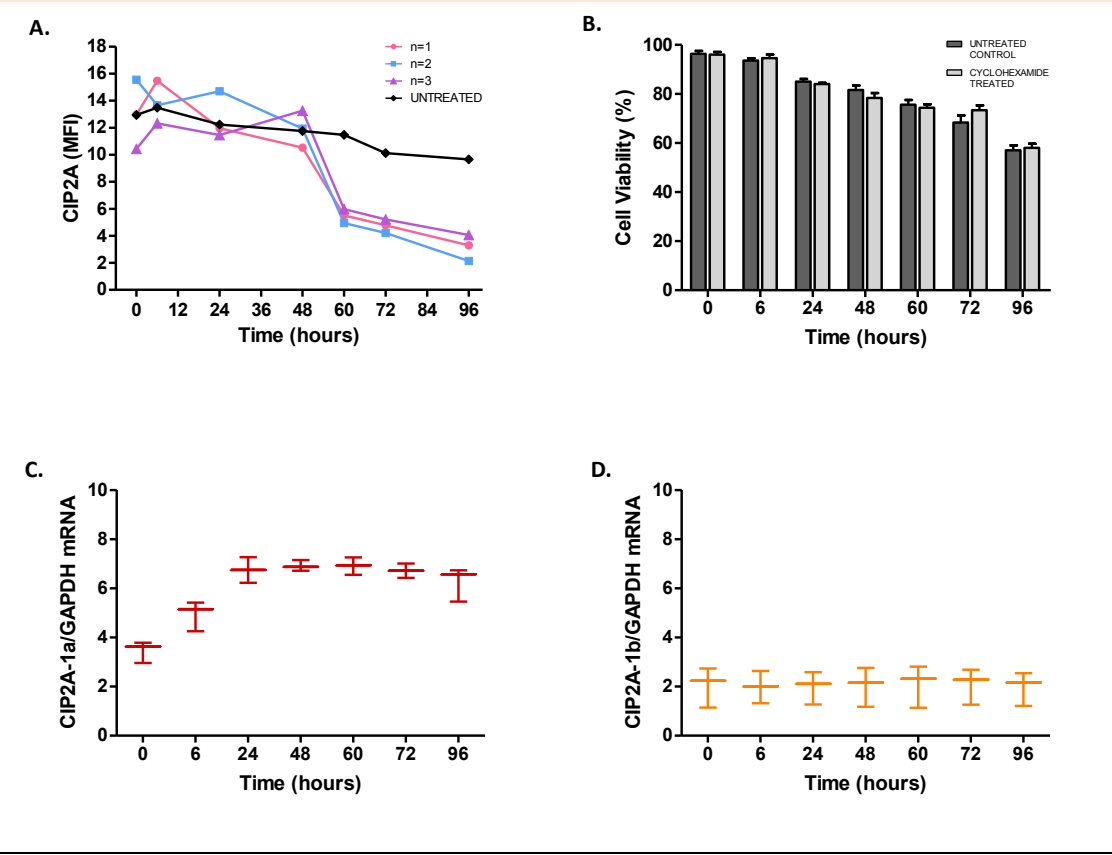 A.
18
16
14
12
10
8
6
4
2
0
CIP2A (MFI)
n=1
n=2
n=3
UNTREATED
0 12 24 36 48 60 72 84 96
Time (hours)
B.
100
80
60
40
20
0
Cell Viability (%)
UNTREATED
CONTROL
CYCLOHEXAMIDE
TREATED
0 6 24 48 60 72 96
Time (hours)
C.
10
8
6
4
2
0
CIP2A-1a/GAPDH mRNA
0 6 24 48 60 72 96
Time (hours)
D.
10
8
6
4
2
0
CIP2A-1b/GAPDH mRNA
0 6 24 48 60 72 96
Time (hours)